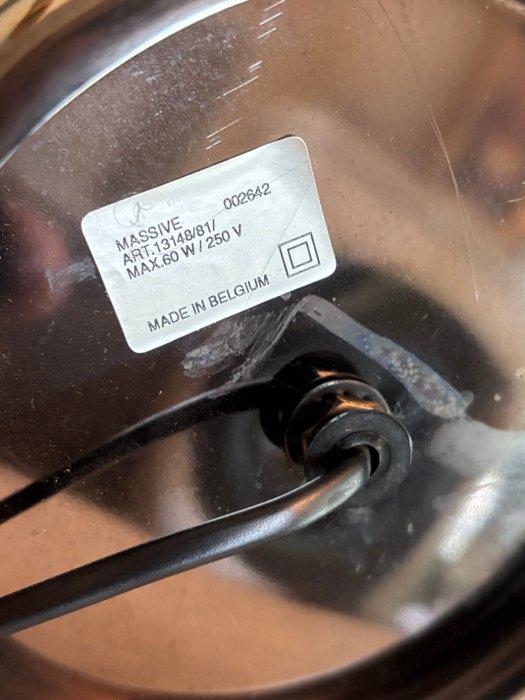 002642
MASSIVE
ART.13148/81/
MAX.60 W / 250 V
MADE IN BELGIUM